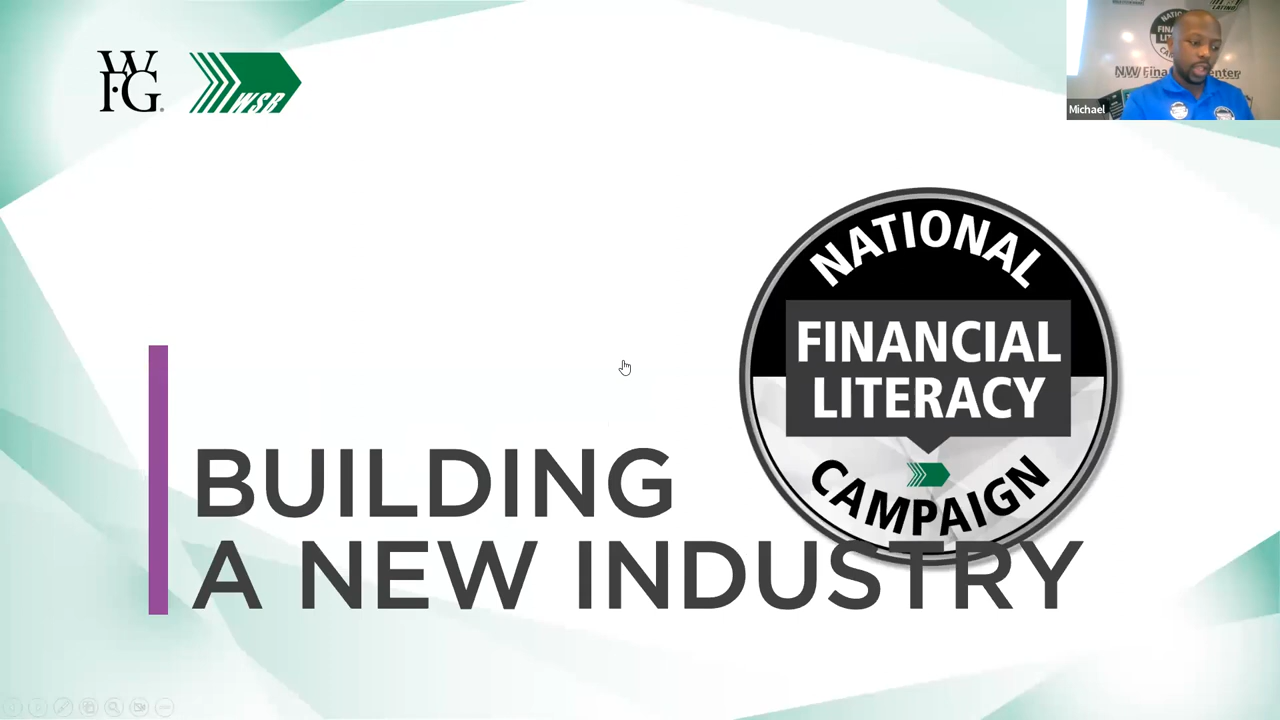 WFG
WSB
Michael
NATIONAL
FINANCIAL
LITERACY
CAMPAIGN
BUILDING
A NEW INDUSTRY